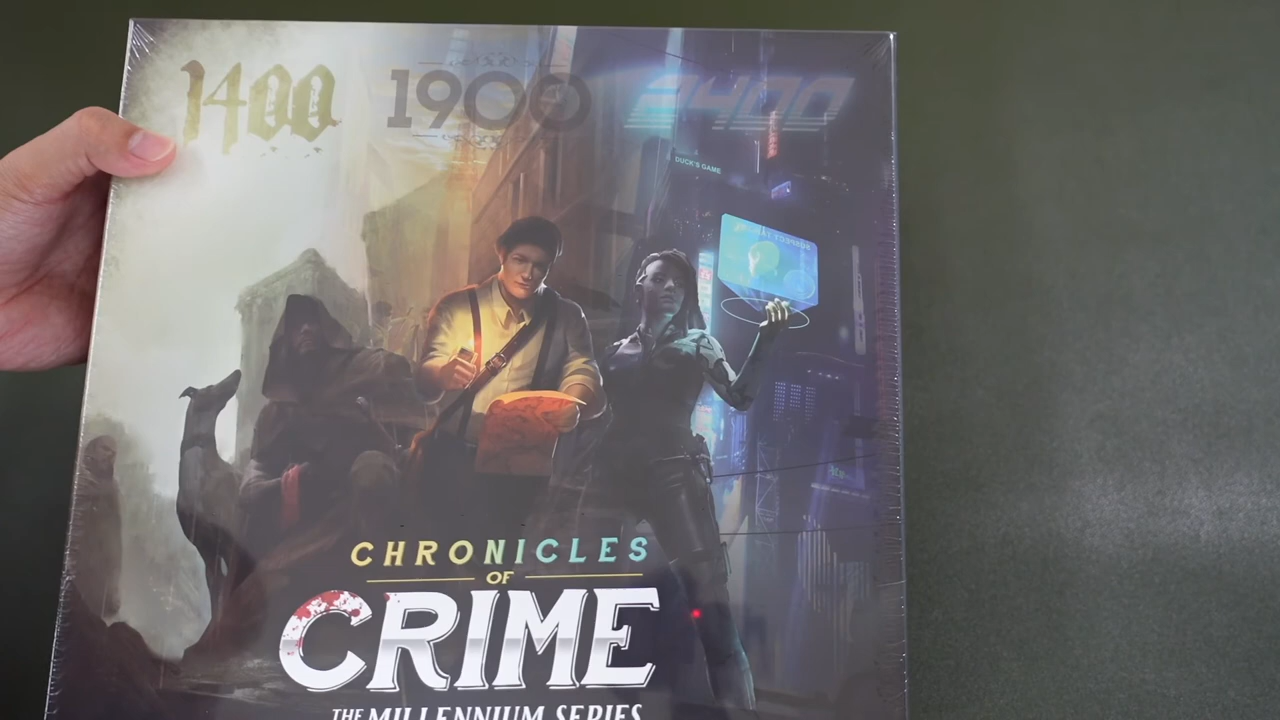 1400 1900 2400
DUCK'S GAME
CHRONICLES
OF
CRIME
THE MILLENNIUM SERIES